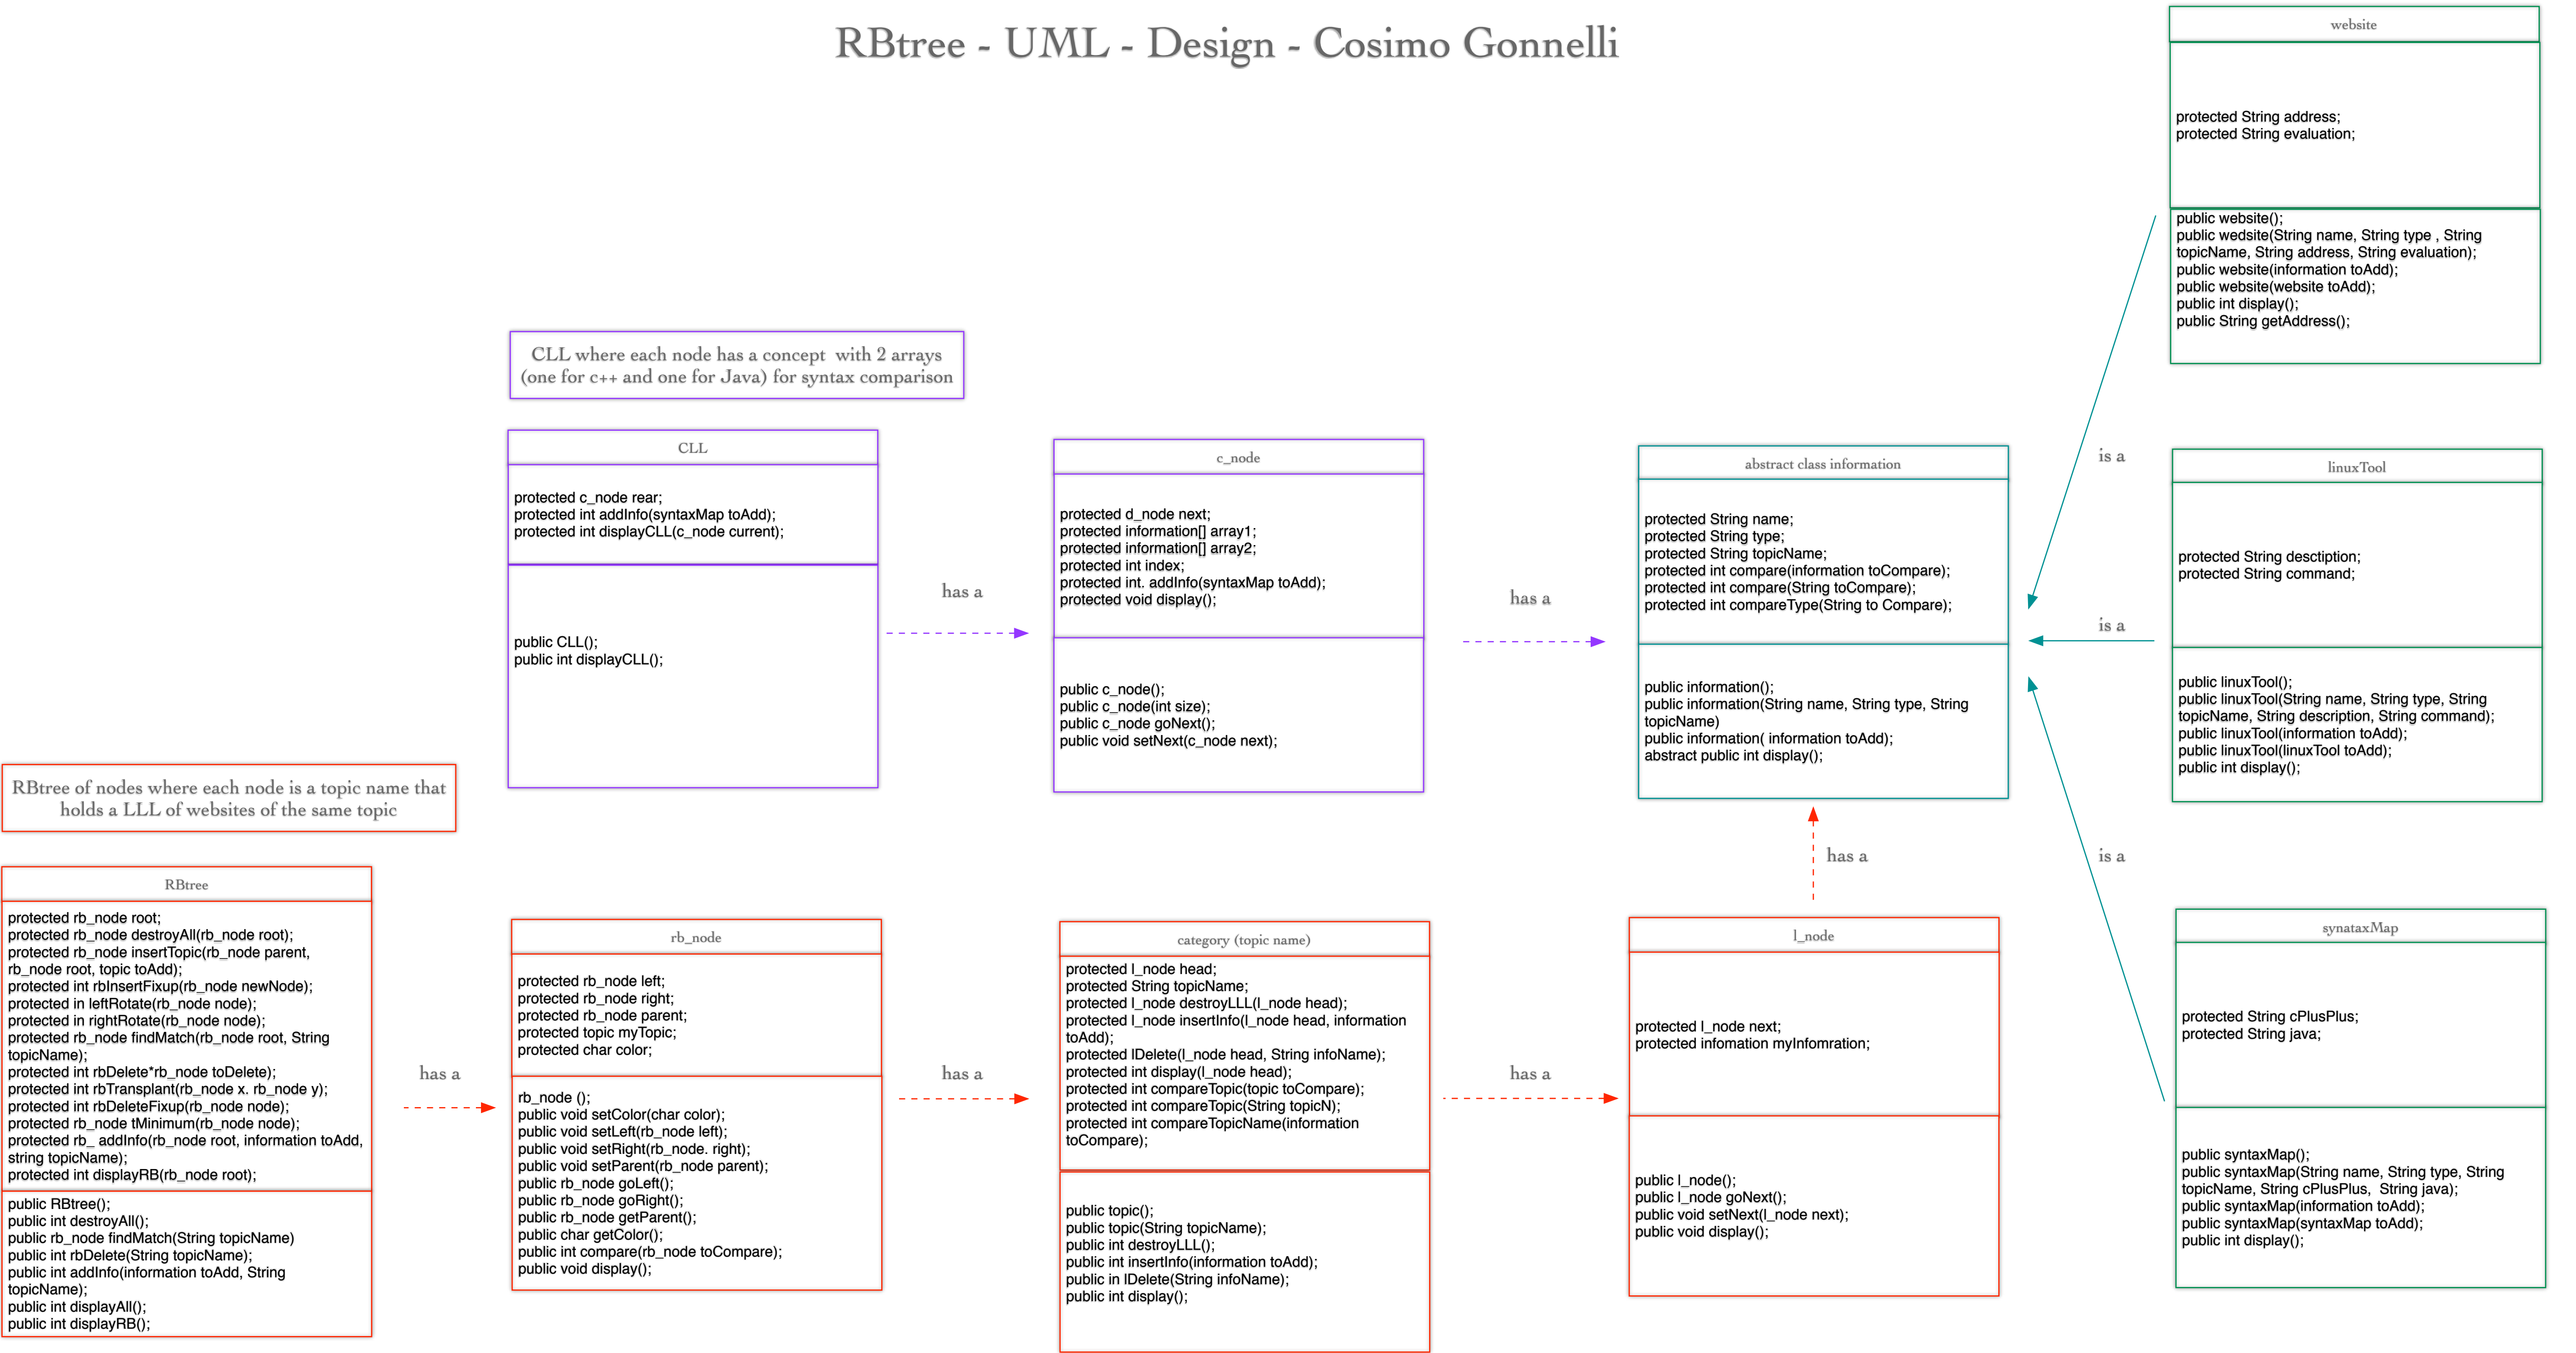 RBtree - UML - Design - Cosimo Gonnelli
website
protected String address;
protected String evaluation;
public website();
public wedsite(String name, String type , String
topicName, String address, String evaluation);
public website(information toAdd);
public website(website toAdd);
public int display();
public String getAddress();
CLL where each node has a concept  with 2 arrays
(one for c++ and one for Java) for syntax comparison
CLL
protected c_node rear;
protected int addInfo(syntaxMap toAdd);
protected int displayCLL(c_node current);
public CLL();
public int displayCLL();
has a
c_node
protected d_node next;
protected information[] array1;
protected information[] array2;
protected int index;
protected int. addInfo(syntaxMap toAdd);
protected void display();
public c_node();
public c_node(int size);
public c_node goNext();
public void setNext(c_node next);
has a
abstract class information
protected String name;
protected String type;
protected String topicName;
protected int compare(information toCompare);
protected int compare(String toCompare);
protected int compareType(String to Compare);
public information();
public information(String name, String type, String
topicName)
public information( information toAdd);
abstract public int display();
is a
is a
is a
linuxTool
protected String desctiption;
protected String command;
public linuxTool();
public linuxTool(String name, String type, String
topicName, String description, String command);
public linuxTool(information toAdd);
public linuxTool(linuxTool toAdd);
public int display();
RBtree of nodes where each node is a topic name that
holds a LLL of websites of the same topic
RBtree
protected rb_node root;
protected rb_node destroyAll(rb_node root);
protected rb_node insertTopic(rb_node parent,
rb_node root, topic toAdd);
protected int rbInsertFixup(rb_node newNode);
protected in leftRotate(rb_node node);
protected in rightRotate(rb_node node);
protected rb_node findMatch(rb_node root, String
topicName);
protected int rbDelete*rb_node toDelete);
protected int rbTransplant(rb_node x. rb_node y);
protected int rbDeleteFixup(rb_node node);
protected rb_node tMinimum(rb_node node);
protected rb_ addInfo(rb_node root, information toAdd,
string topicName);
protected int displayRB(rb_node root);
public RBtree();
public int destroyAll();
public rb_node findMatch(String topicName)
public int rbDelete(String topicName);
public int addInfo(information toAdd, String
topicName);
public int displayAll();
public int displayRB();
has a
rb_node
protected rb_node left;
protected rb_node right;
protected rb_node parent;
protected topic myTopic;
protected char color;
rb_node ();
public void setColor(char color);
public void setLeft(rb_node left);
public void setRight(rb_node. right);
public void setParent(rb_node parent);
public rb_node goLeft();
public rb_node goRight();
public rb_node getParent();
public char getColor();
public int compare(rb_node toCompare);
public void display();
has a
category (topic name)
protected l_node head;
protected String topicName;
protected l_node destroyLLL(l_node head);
protected l_node insertInfo(l_node head, information
toAdd);
protected lDelete(l_node head, String infoName);
protected int display(l_node head);
protected int compareTopic(topic toCompare);
protected int compareTopic(String topicN);
protected int compareTopicName(information
toCompare);
public topic();
public topic(String topicName);
public int destroyLLL();
public int insertInfo(information toAdd);
public in lDelete(String infoName);
public int display();
has a
has a
l_node
protected l_node next;
protected infomation myInfomration;
public l_node();
public l_node goNext();
public void setNext(l_node next);
public void display();
synataxMap
protected String cPlusPlus;
protected String java;
public syntaxMap();
public syntaxMap(String name, String type, String
topicName, String cPlusPlus,  String java);
public syntaxMap(information toAdd);
public syntaxMap(syntaxMap toAdd);
public int display();